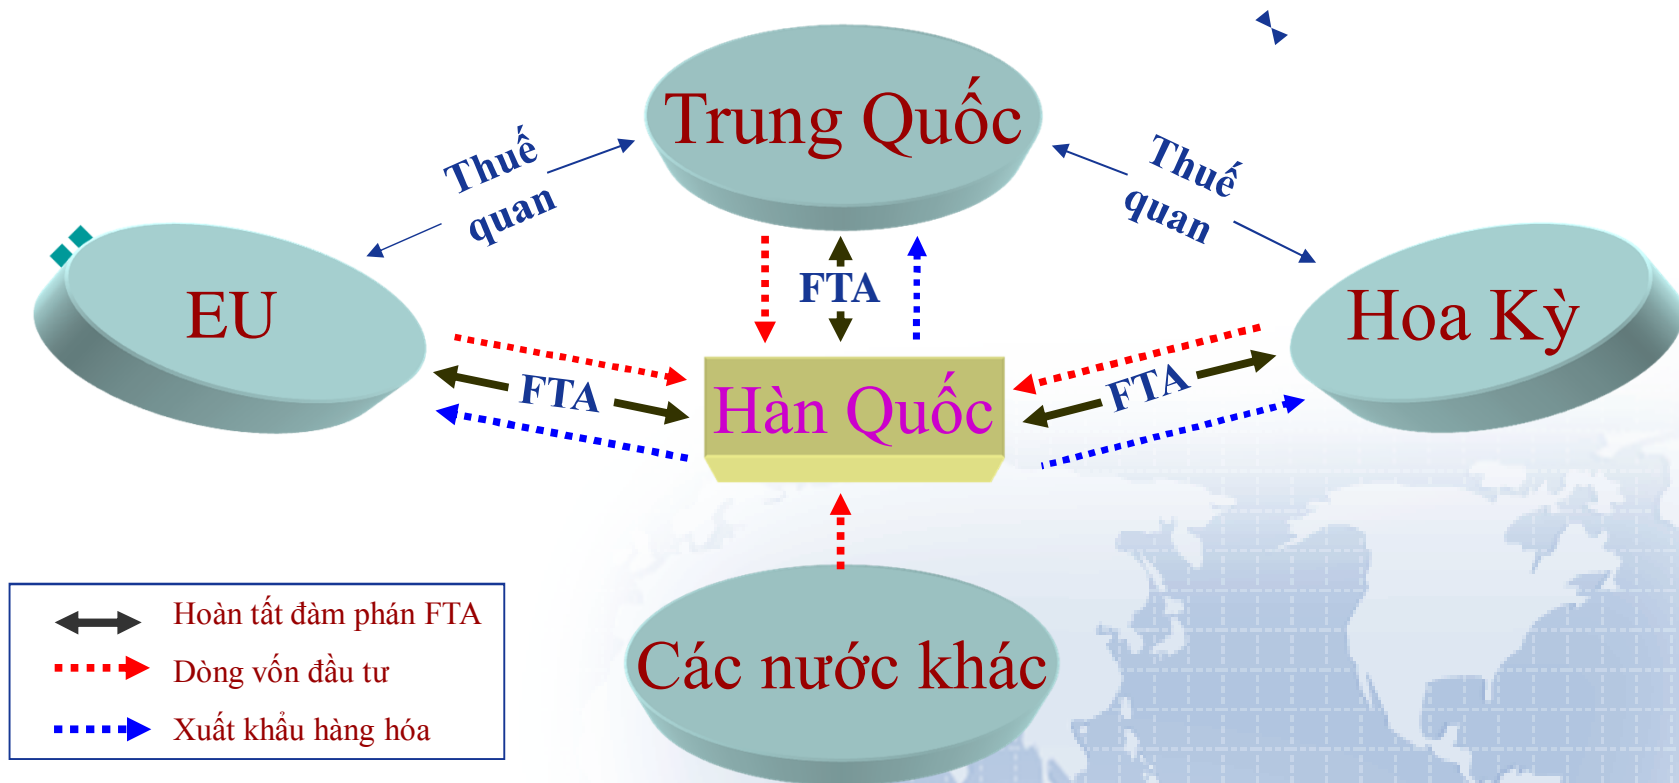 Trung Quốc
Thuế
quan
Thuế
quan
EU
FTA
Hoa Kỳ
FTA
FTA
Hàn Quốc
Các nước khác
Hoàn tất đàm phán FTA
Dòng vốn đầu tư
Xuất khẩu hàng hóa